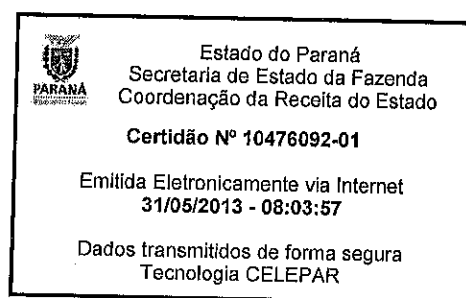 Estado do Paraná
Secretaria de Estado da Fazenda
PARANÁ
Coordenação da Receita do Estado
Certidão Nº 10476092-01
Emitida Eletronicamente via Internet
31/05/2013 - 08:03:57
Dados transmitidos de forma segura
Tecnologia CELEPAR